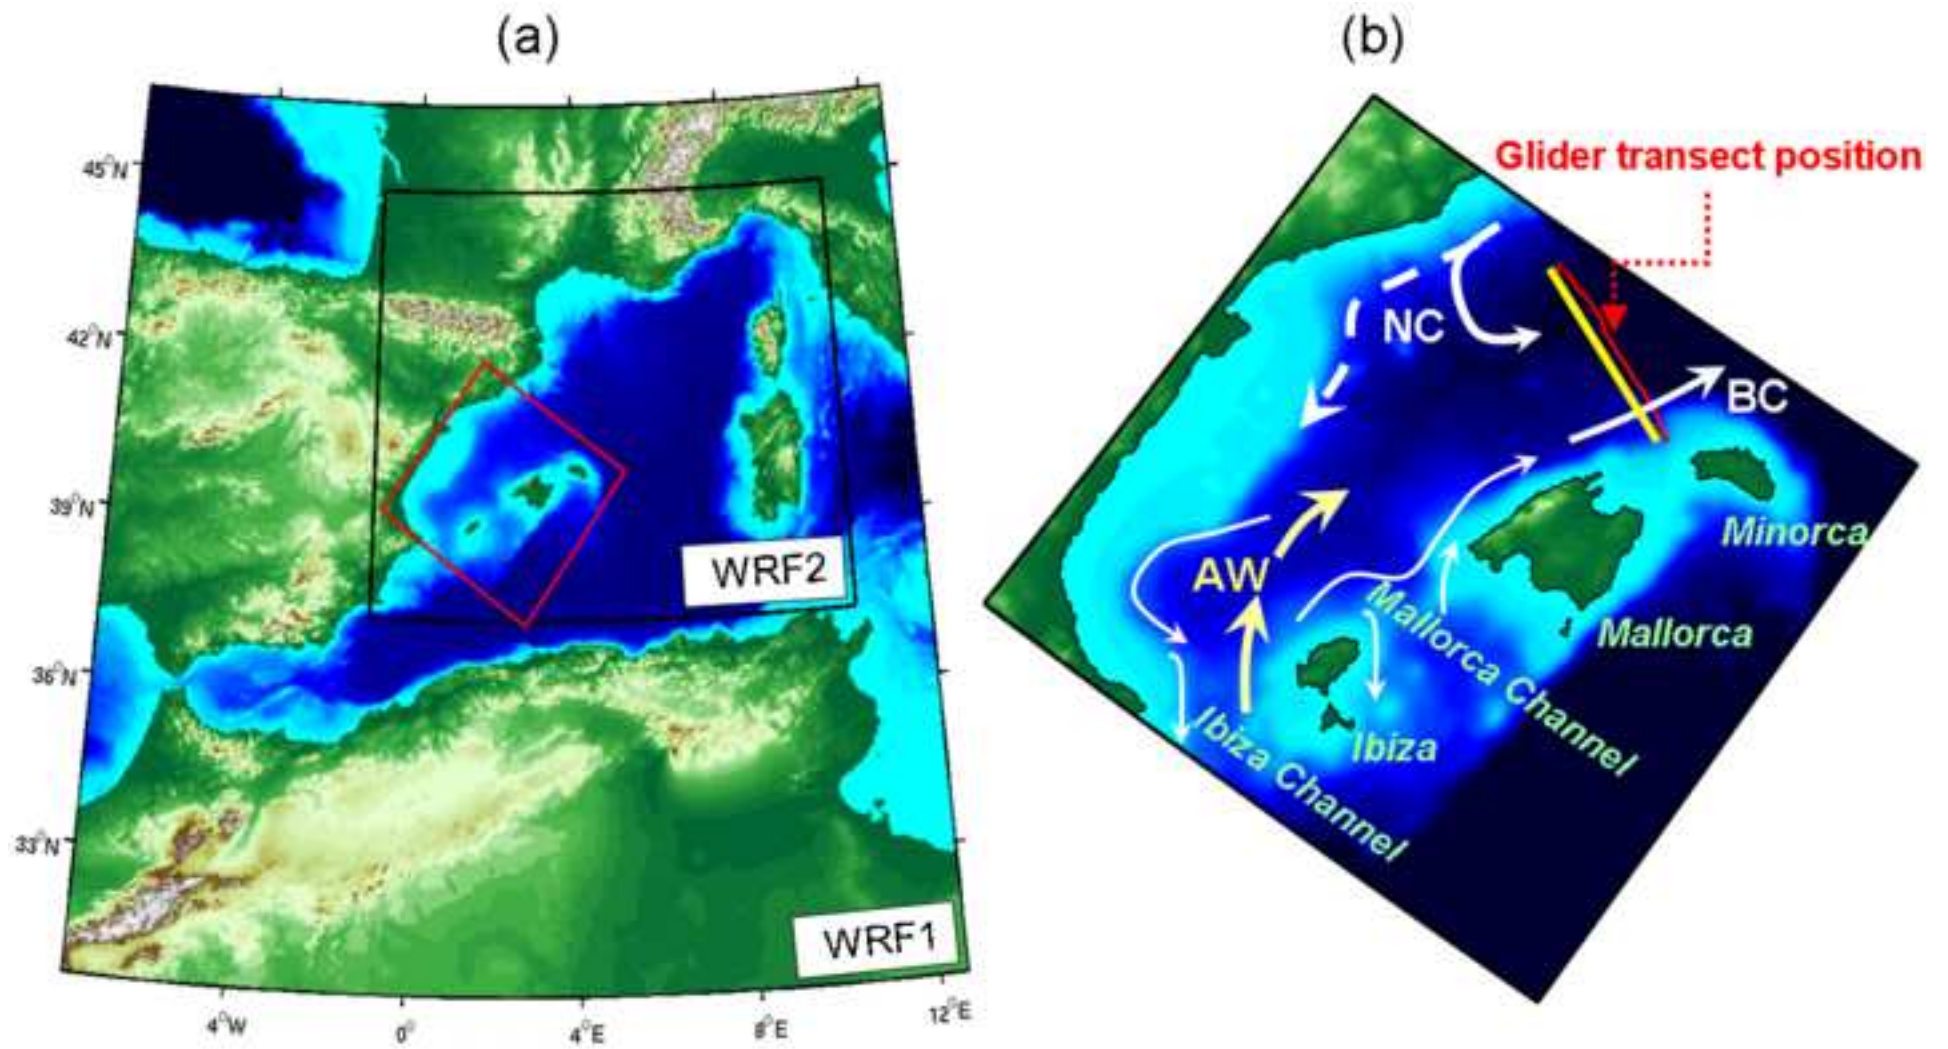 (a)
(b)
45°N
42°N
39°N
36°N
33°N
4°W
0°
4°E
8°E
12°E
WRF2
WRF1
Glider transect position
NC
BC
AW
Minorca
Mallorca
Mallorca Channel
Ibiza
Ibiza Channel